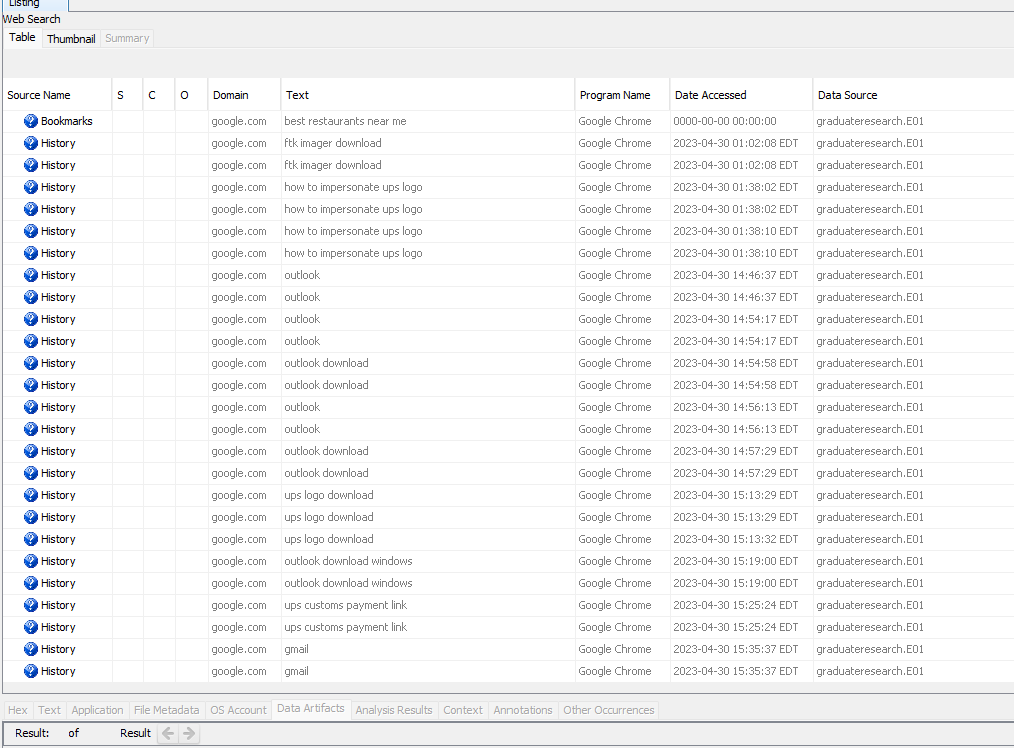 Listing
Web Search
Table Thumbnail Summary
Source Name S C O Domain Text Program Name Date Accessed Data Source
Bookmarks google.com best restaurants near me Google Chrome 0000-00-00 00:00:00 graduateresearch.E01
History google.com ftk imager download Google Chrome 2023-04-30 01:02:08 EDT graduateresearch.E01
History google.com ftk imager download Google Chrome 2023-04-30 01:02:08 EDT graduateresearch.E01
History google.com how to impersonate ups logo Google Chrome 2023-04-30 01:38:02 EDT graduateresearch.E01
History google.com how to impersonate ups logo Google Chrome 2023-04-30 01:38:02 EDT graduateresearch.E01
History google.com how to impersonate ups logo Google Chrome 2023-04-30 01:38:10 EDT graduateresearch.E01
History google.com how to impersonate ups logo Google Chrome 2023-04-30 01:38:10 EDT graduateresearch.E01
History google.com outlook Google Chrome 2023-04-30 14:46:37 EDT graduateresearch.E01
History google.com outlook Google Chrome 2023-04-30 14:46:37 EDT graduateresearch.E01
History google.com outlook Google Chrome 2023-04-30 14:54:17 EDT graduateresearch.E01
History google.com outlook Google Chrome 2023-04-30 14:54:17 EDT graduateresearch.E01
History google.com outlook download Google Chrome 2023-04-30 14:54:58 EDT graduateresearch.E01
History google.com outlook download Google Chrome 2023-04-30 14:54:58 EDT graduateresearch.E01
History google.com outlook Google Chrome 2023-04-30 14:56:13 EDT graduateresearch.E01
History google.com outlook Google Chrome 2023-04-30 14:56:13 EDT graduateresearch.E01
History google.com outlook download Google Chrome 2023-04-30 14:57:29 EDT graduateresearch.E01
History google.com outlook download Google Chrome 2023-04-30 14:57:29 EDT graduateresearch.E01
History google.com ups logo download Google Chrome 2023-04-30 15:13:29 EDT graduateresearch.E01
History google.com ups logo download Google Chrome 2023-04-30 15:13:29 EDT graduateresearch.E01
History google.com ups logo download Google Chrome 2023-04-30 15:13:32 EDT graduateresearch.E01
History google.com outlook download windows Google Chrome 2023-04-30 15:19:00 EDT graduateresearch.E01
History google.com outlook download windows Google Chrome 2023-04-30 15:19:00 EDT graduateresearch.E01
History google.com ups customs payment link Google Chrome 2023-04-30 15:25:24 EDT graduateresearch.E01
History google.com ups customs payment link Google Chrome 2023-04-30 15:25:24 EDT graduateresearch.E01
History google.com gmail Google Chrome 2023-04-30 15:35:37 EDT graduateresearch.E01
History google.com gmail Google Chrome 2023-04-30 15:35:37 EDT graduateresearch.E01
Hex Text Application File Metadata OS Account Data Artifacts Analysis Results Context Annotations Other Occurrences
Result: of Result